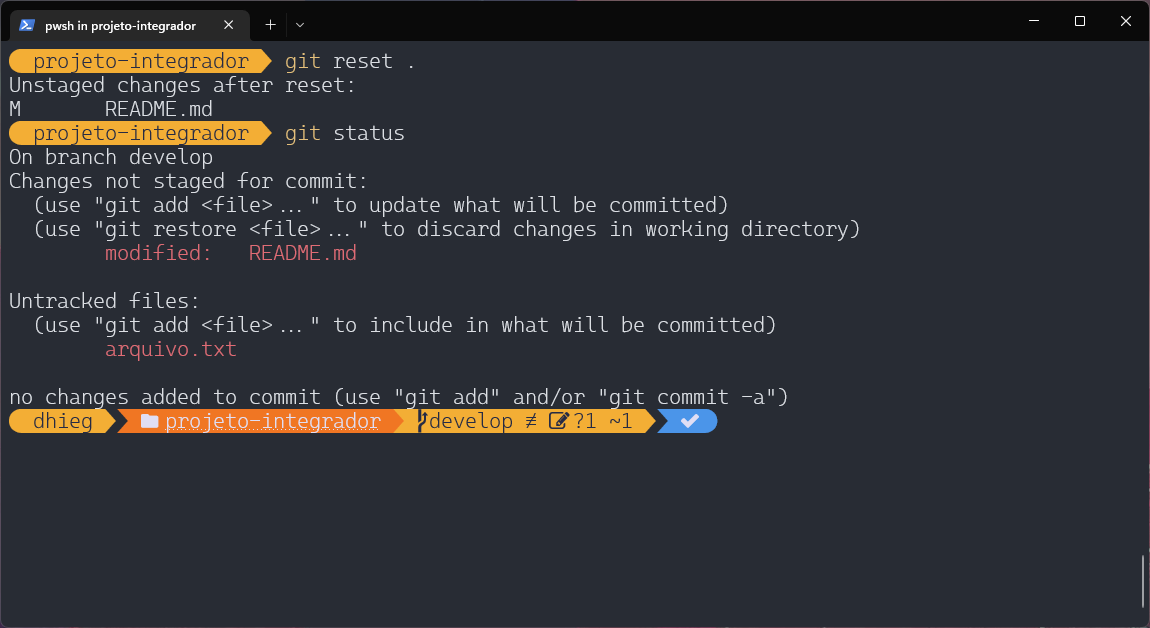 pwsh in projeto-integrador
projeto-integrador git reset .
Unstaged changes after reset:
M README.md
projeto-integrador git status
On branch develop
Changes not staged for commit:
(use "git add <file>..." to update what will be committed)
(use "git restore <file>..." to discard changes in working directory)
modified: README.md
Untracked files:
(use "git add <file>..." to include in what will be committed)
arquivo.txt
no changes added to commit (use "git add" and/or "git commit -a")
dhieg projeto-integrador develop ≢ ?1 ~1